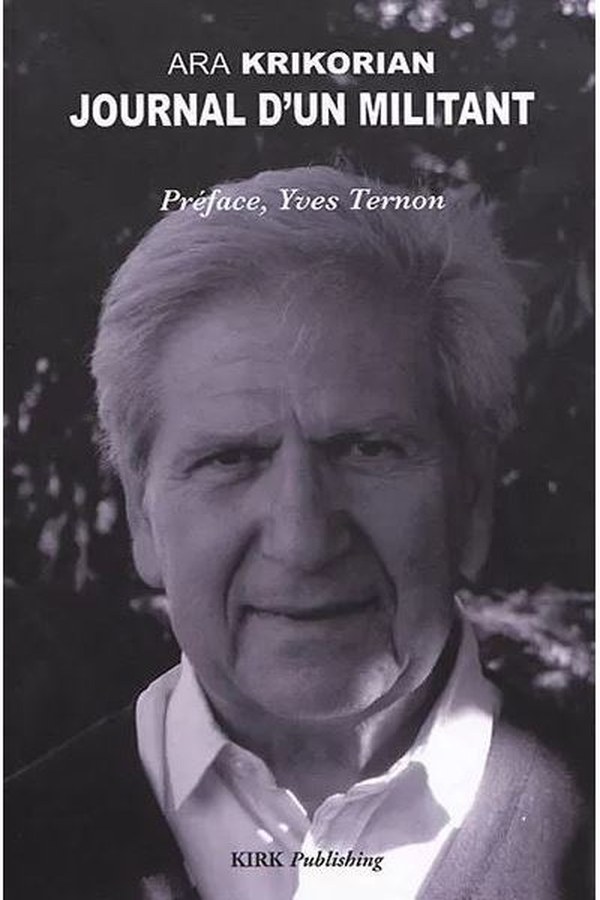 ARA KRIKORIAN
JOURNAL D'UN MILITANT
Préface, Yves Ternon
KIRK Publishing